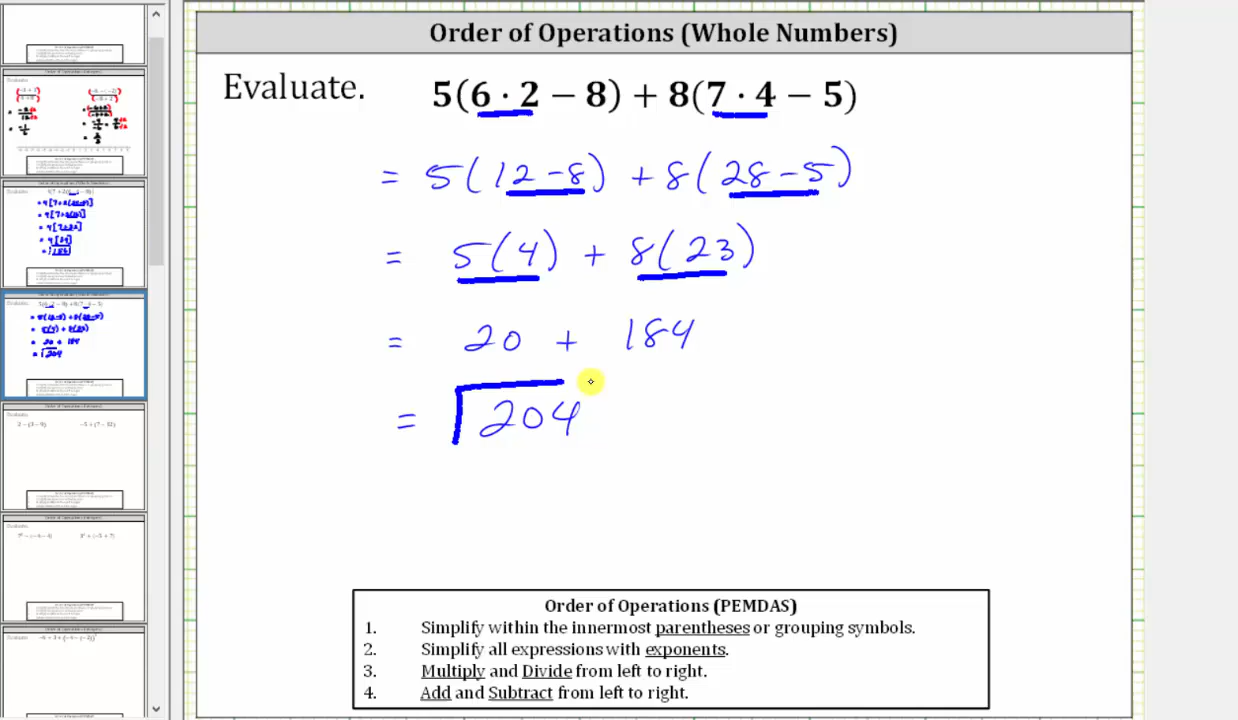 Order of Operations (Whole Numbers)
Evaluate. 5(6 · 2 − 8) + 8(7 · 4 − 5)
= 5(12-8) + 8(28-5)
= 5(4) + 8(23)
= 20 + 184
= 204
Order of Operations (PEMDAS)
1. Simplify within the innermost parentheses or grouping symbols.
2. Simplify all expressions with exponents.
3. Multiply and Divide from left to right.
4. Add and Subtract from left to right.